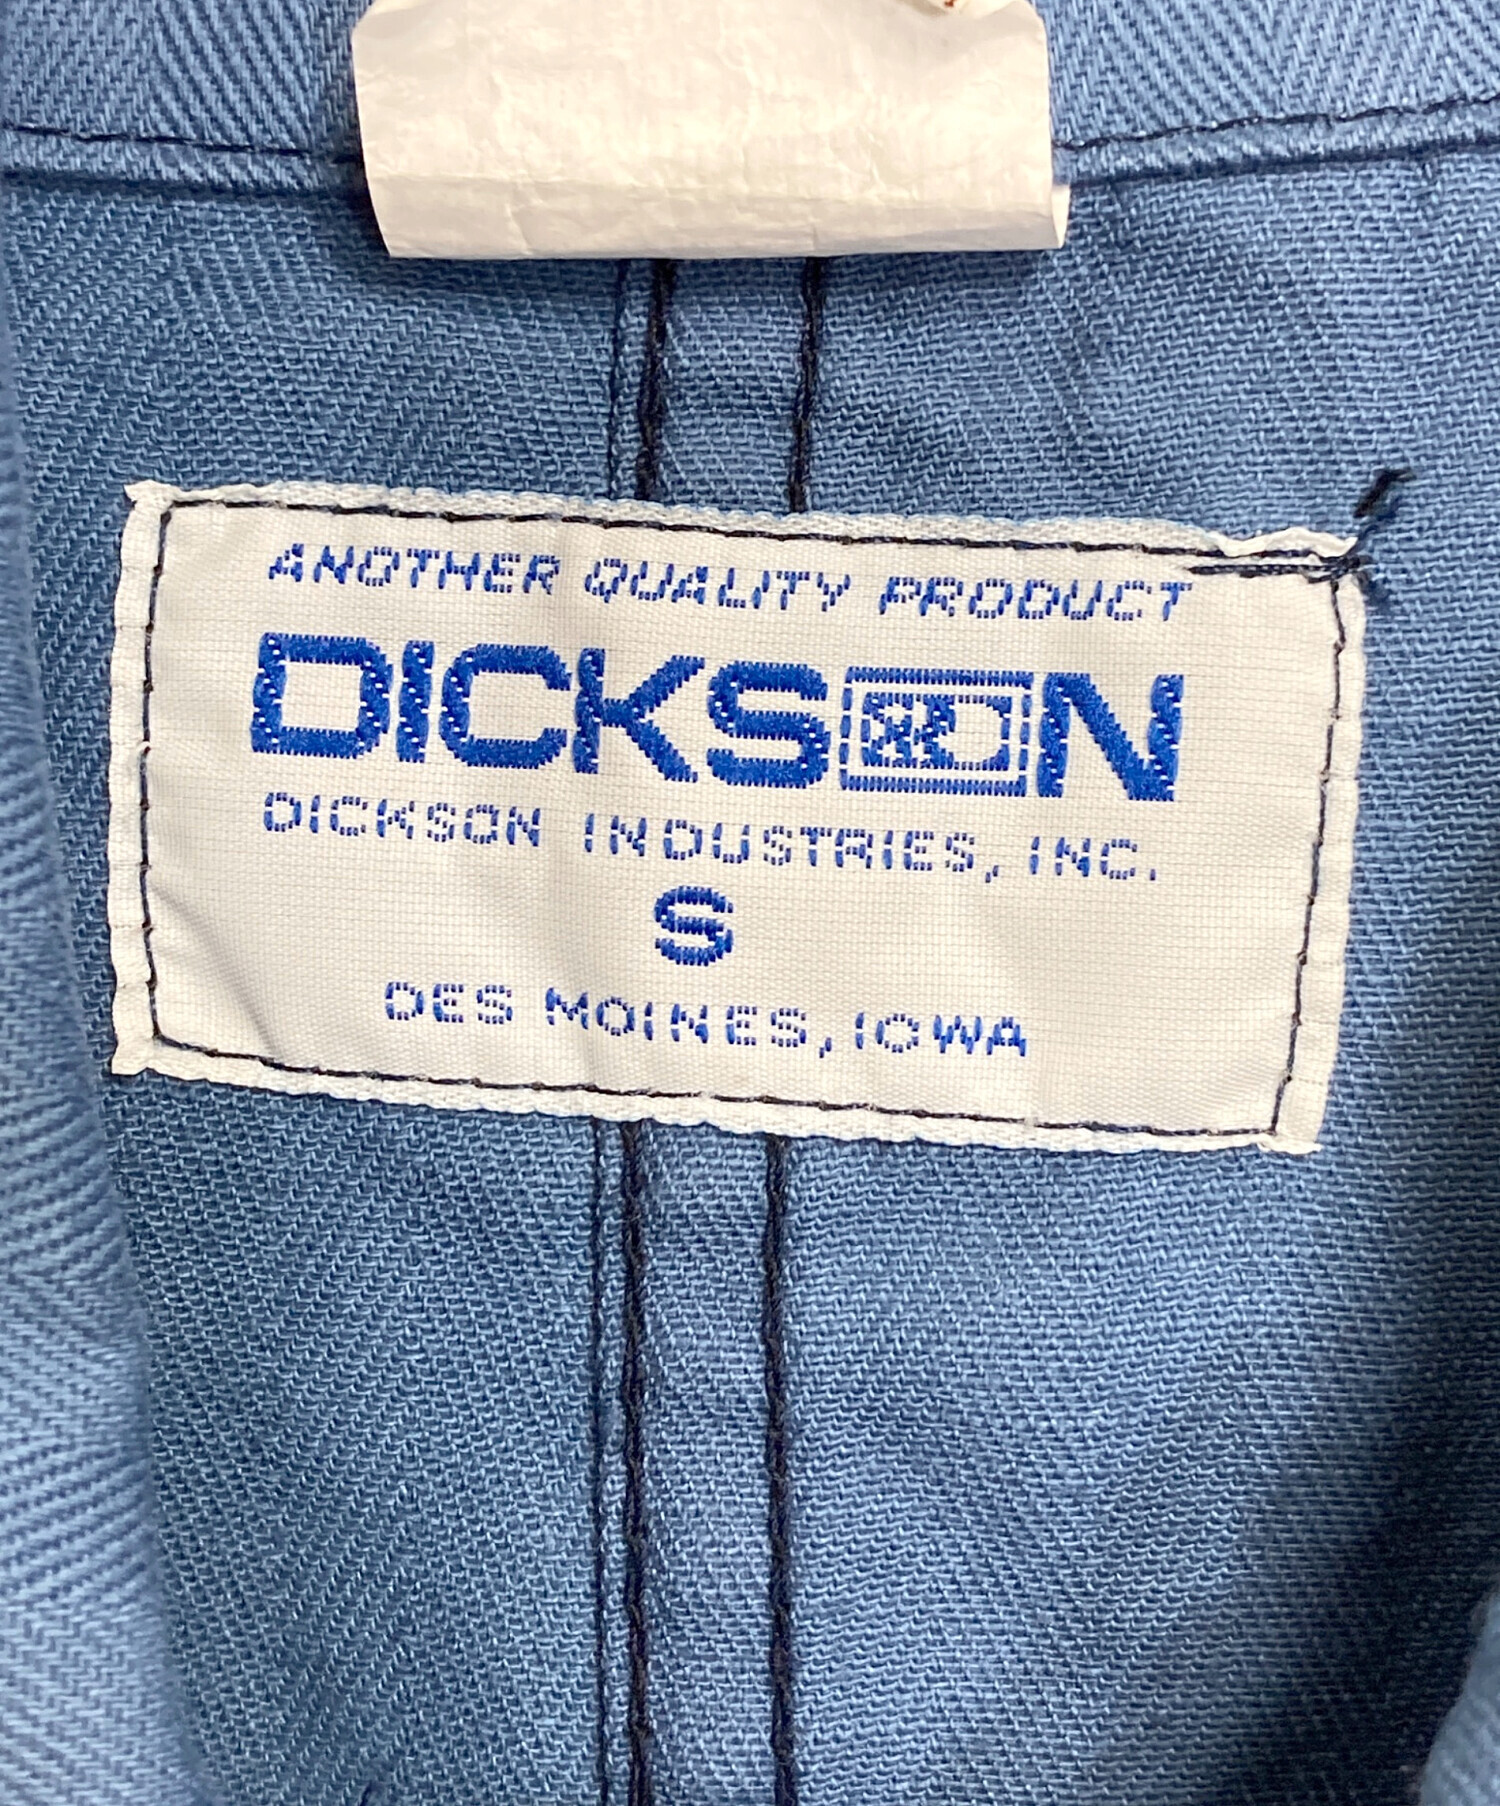 ANOTHER QUALITY PRODUCT
DICKSON
DICKSON INDUSTRIES, INC.
S
DES MOINES, IOWA